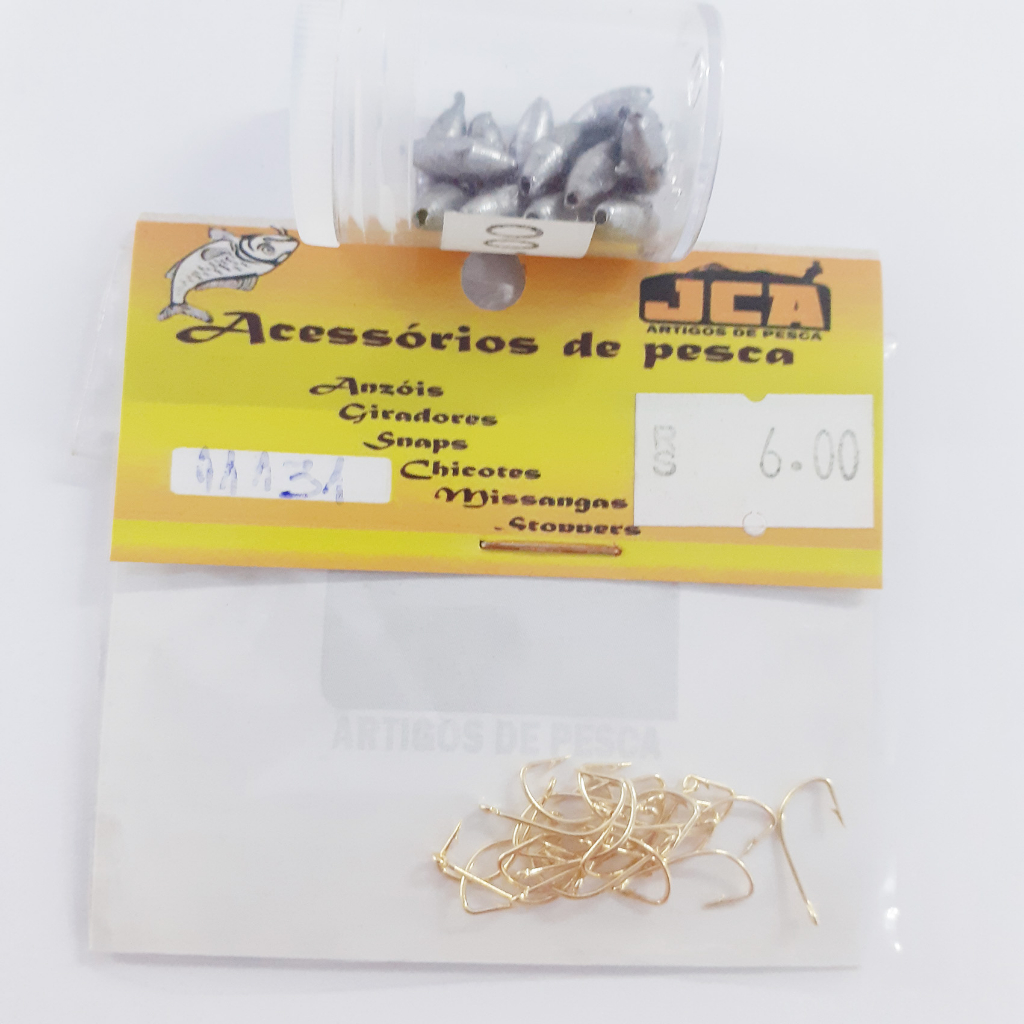 00
JCA
ARTIGOS DE PESCA
Acessórios de pesca
Anzóis
Giradores
Snaps
Chicotes
Missangas
Stoppers
11131
R$ 6.00
ARTIGOS DE PESCA